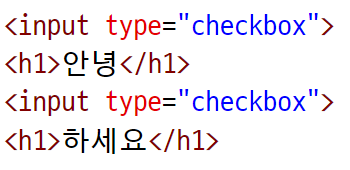 <input type="checkbox">
<h1>안녕</h1>
<input type="checkbox">
<h1>하세요</h1>